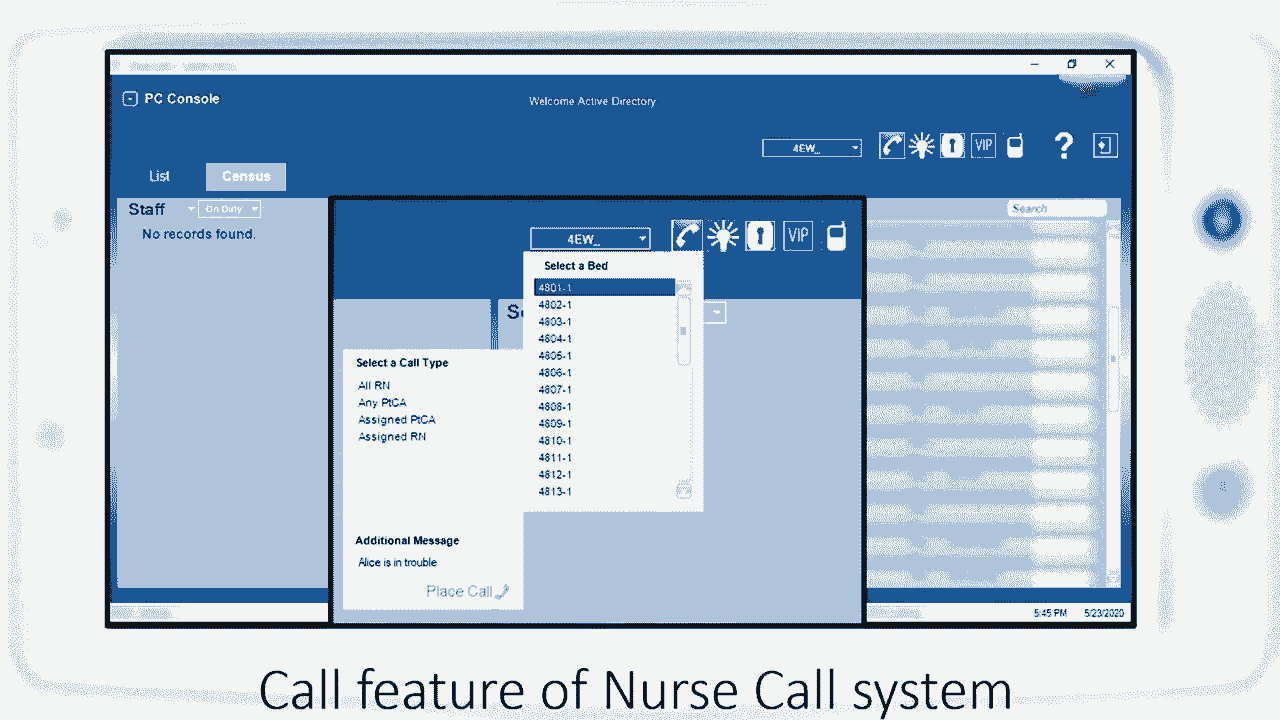 PC Console
Welcome Active Directory
4EW_
VIP
?
List
Census
Staff
On Duty
Search
No records found.
4EW_
VIP
Select a Bed
4801-1
4802-1
4803-1
4804-1
4805-1
4806-1
4807-1
4808-1
4809-1
4810-1
4811-1
4812-1
4813-1
Select a Call Type
All RN
Any PtCA
Assigned PtCA
Assigned RN
Additional Message
Alice is in trouble
Place Call
5:45 PM
5/23/2020
Call feature of Nurse Call system